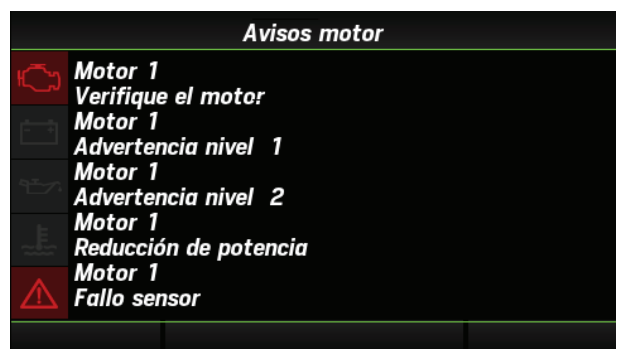 Avisos motor
Motor 1
Verifique el motor
Motor 1
Advertencia nivel 1
Motor 1
Advertencia nivel 2
Motor 1
Reducción de potencia
Motor 1
Fallo sensor